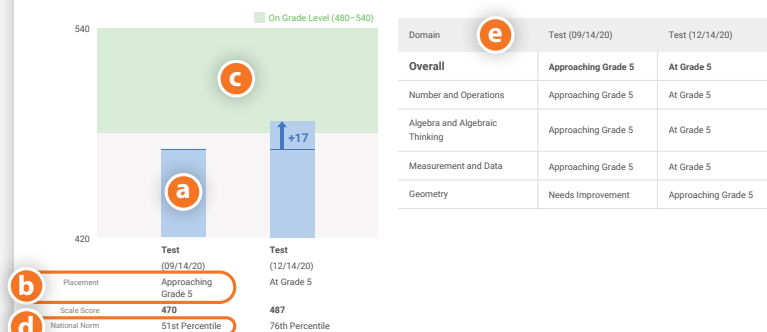 On Grade Level (480–540)
540
c
+17
a
420
Test Test
(09/14/20) (12/14/20)
b Placement Approaching At Grade 5
Grade 5
Scale Score 470 487
d National Norm 51st Percentile 76th Percentile
Domain e Test (09/14/20) Test (12/14/20)
Overall Approaching Grade 5 At Grade 5
Number and Operations Approaching Grade 5 At Grade 5
Algebra and Algebraic
Thinking Approaching Grade 5 At Grade 5
Measurement and Data Approaching Grade 5 At Grade 5
Geometry Needs Improvement Approaching Grade 5